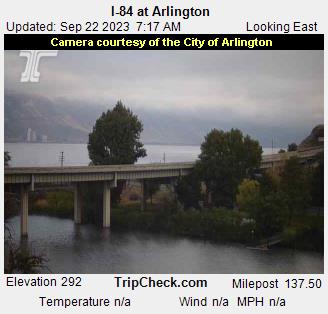 I-84 at Arlington
Updated: Sep 22 2023 7:17 AM Looking East
Camera courtesy of the City of Arlington
Elevation 292 TripCheck.com Milepost 137.50
Temperature n/a Wind n/a MPH n/a